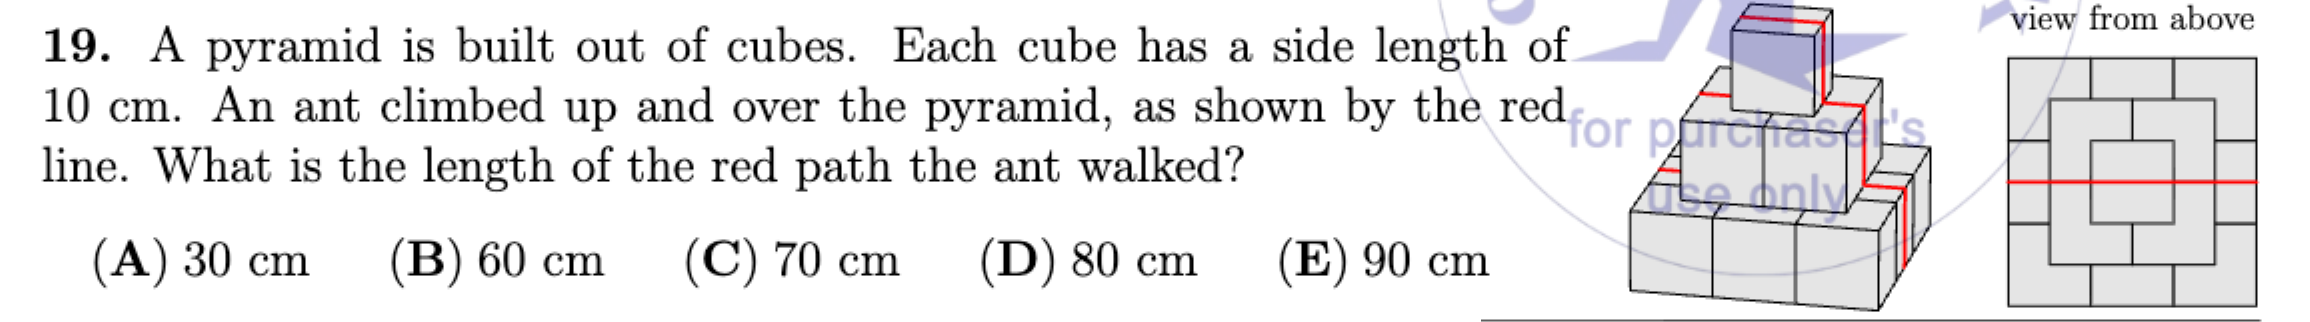 19. A pyramid is built out of cubes. Each cube has a side length of
10 cm. An ant climbed up and over the pyramid, as shown by the red
line. What is the length of the red path the ant walked?
(A) 30 cm (B) 60 cm (C) 70 cm (D) 80 cm (E) 90 cm
view from above
for purchaser's
use only